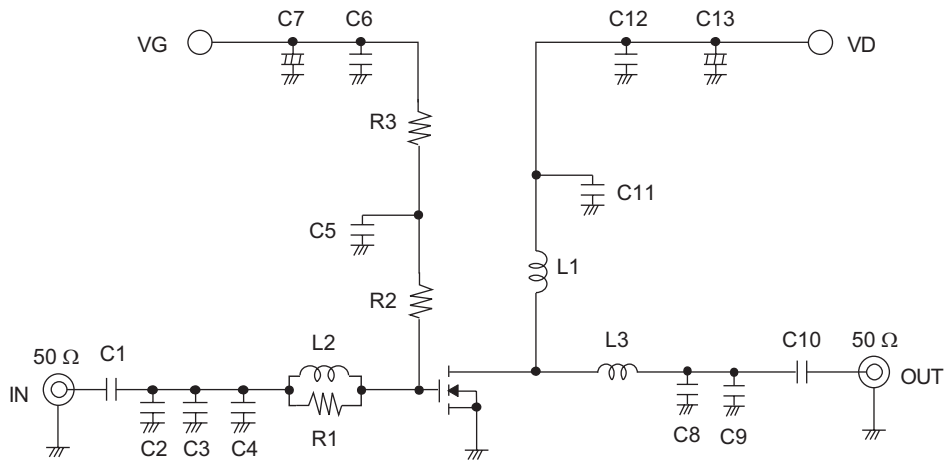 C7 C6 C12 C13
VG VD
R3
C11
C5
L1
R2
50 Ω C1 L2 L3 C10 50 Ω
IN OUT
C2 C3 C4 R1 C8 C9